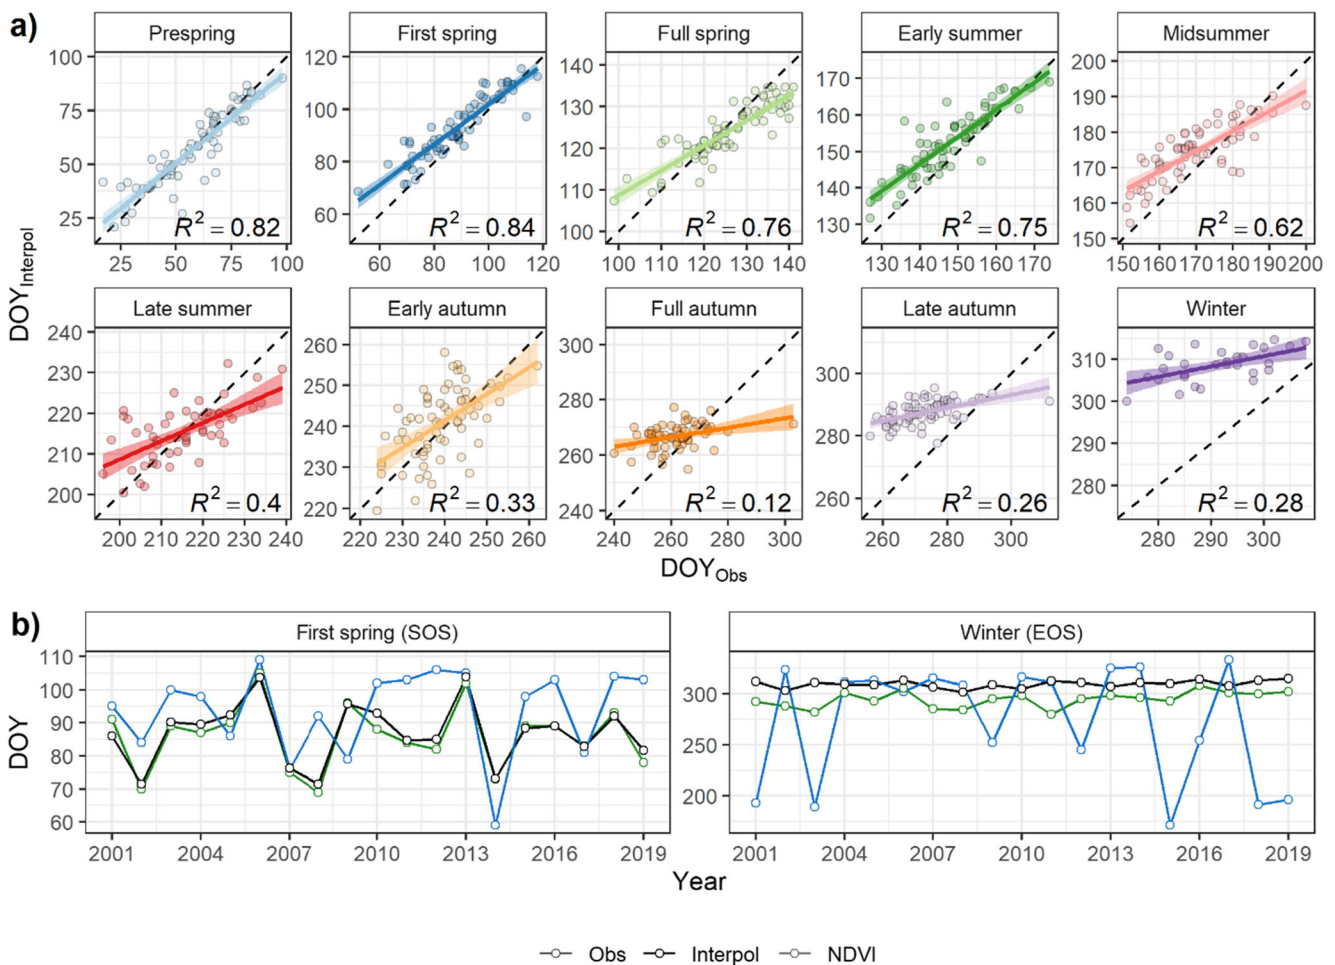 a)
Prespring First spring Full spring Early summer Midsummer
DOY_Interpol
100
75
50
25
R² = 0.82
25 50 75 100
120
100
80
60
R² = 0.84
60 80 100 120
140
130
120
110
100
R² = 0.76
100 110 120 130 140
170
160
150
140
130
R² = 0.75
130 140 150 160 170
200
190
180
170
160
150
R² = 0.62
150 160 170 180 190 200
Late summer Early autumn Full autumn Late autumn Winter
240
230
220
210
200
R² = 0.4
200 210 220 230 240
260
250
240
230
220
R² = 0.33
220 230 240 250 260
300
280
260
240
R² = 0.12
240 260 280 300
300
280
260
R² = 0.26
260 280 300
310
300
290
280
R² = 0.28
280 290 300
DOY_Obs
b)
First spring (SOS) Winter (EOS)
DOY
110
100
90
80
70
60
2001 2004 2007 2010 2013 2016 2019
300
250
200
2001 2004 2007 2010 2013 2016 2019
Year
Obs Interpol NDVI